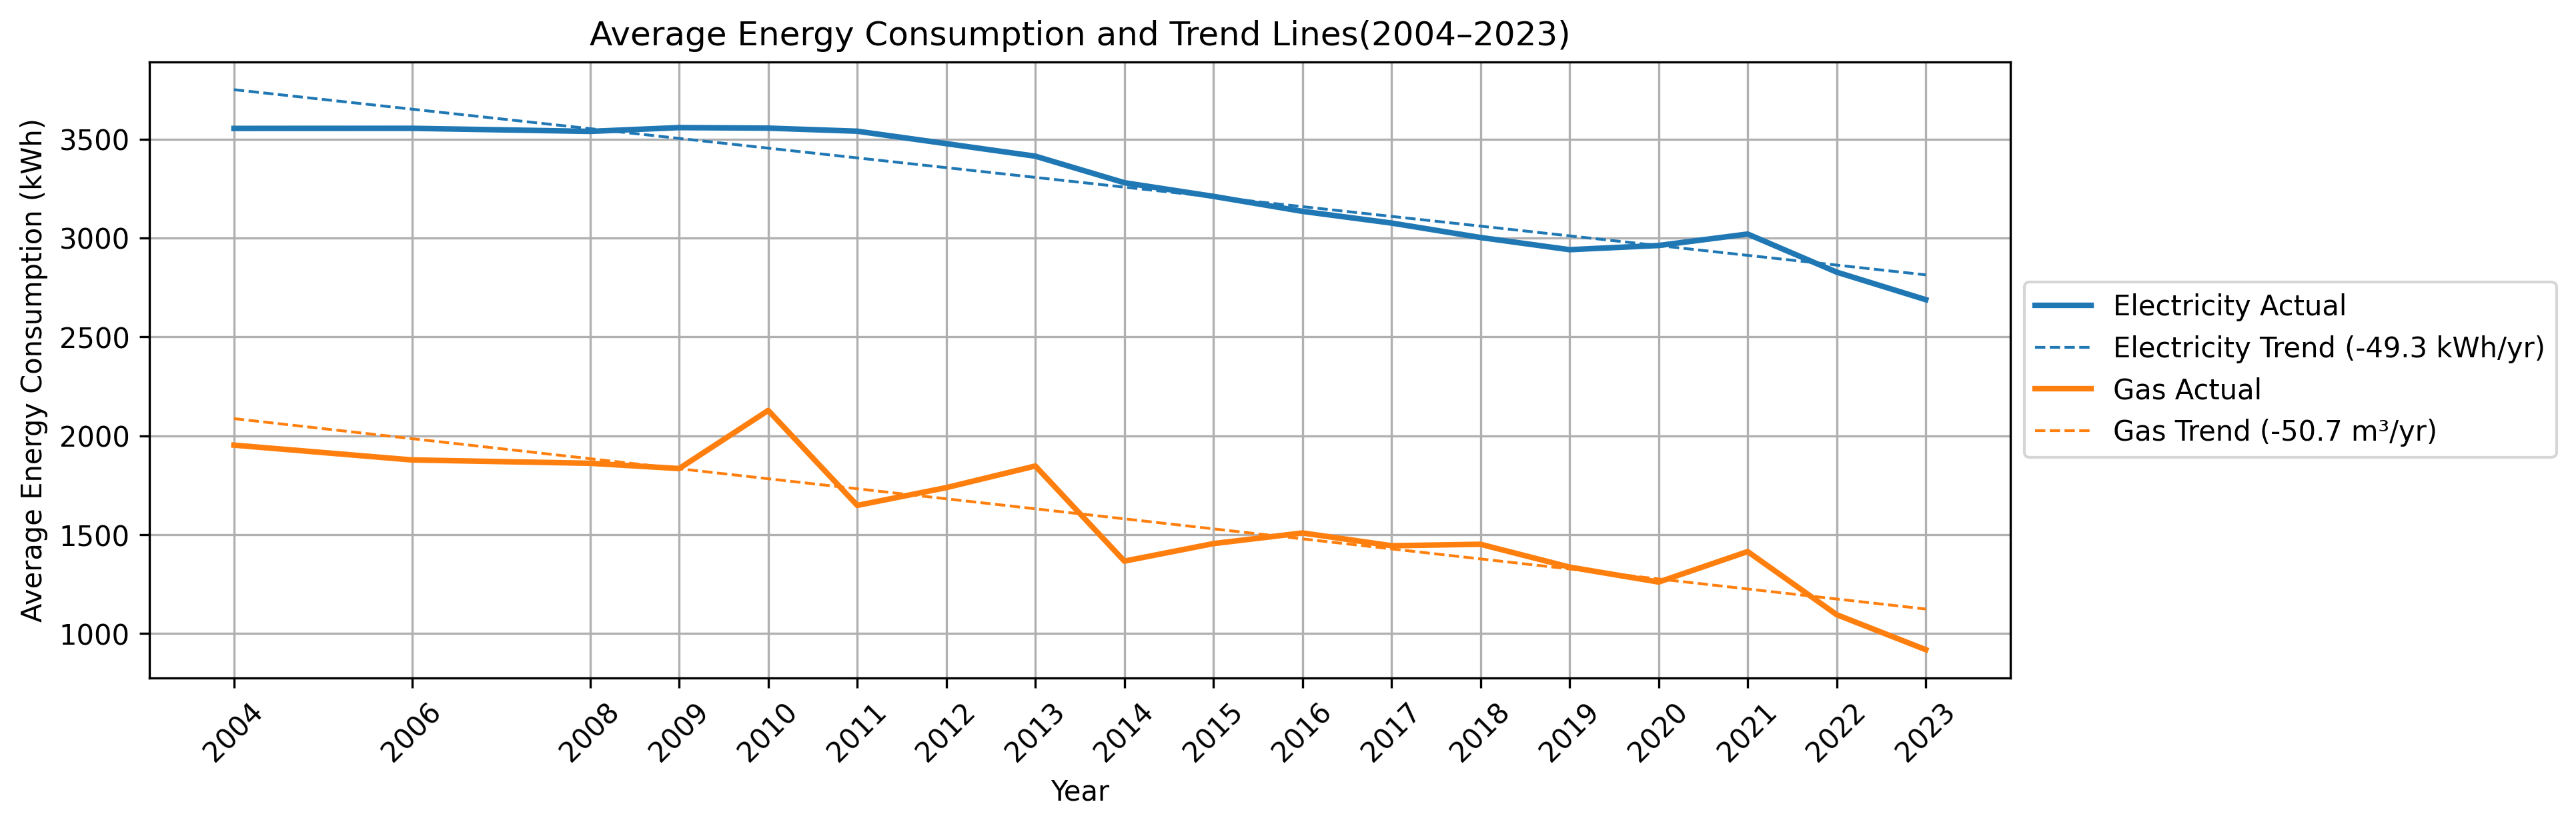 Average Energy Consumption and Trend Lines(2004–2023)
Average Energy Consumption (kWh)
3500
3000
2500
2000
1500
1000
2004 2006 2008 2009 2010 2011 2012 2013 2014 2015 2016 2017 2018 2019 2020 2021 2022 2023
Year
Electricity Actual
Electricity Trend (-49.3 kWh/yr)
Gas Actual
Gas Trend (-50.7 m³/yr)